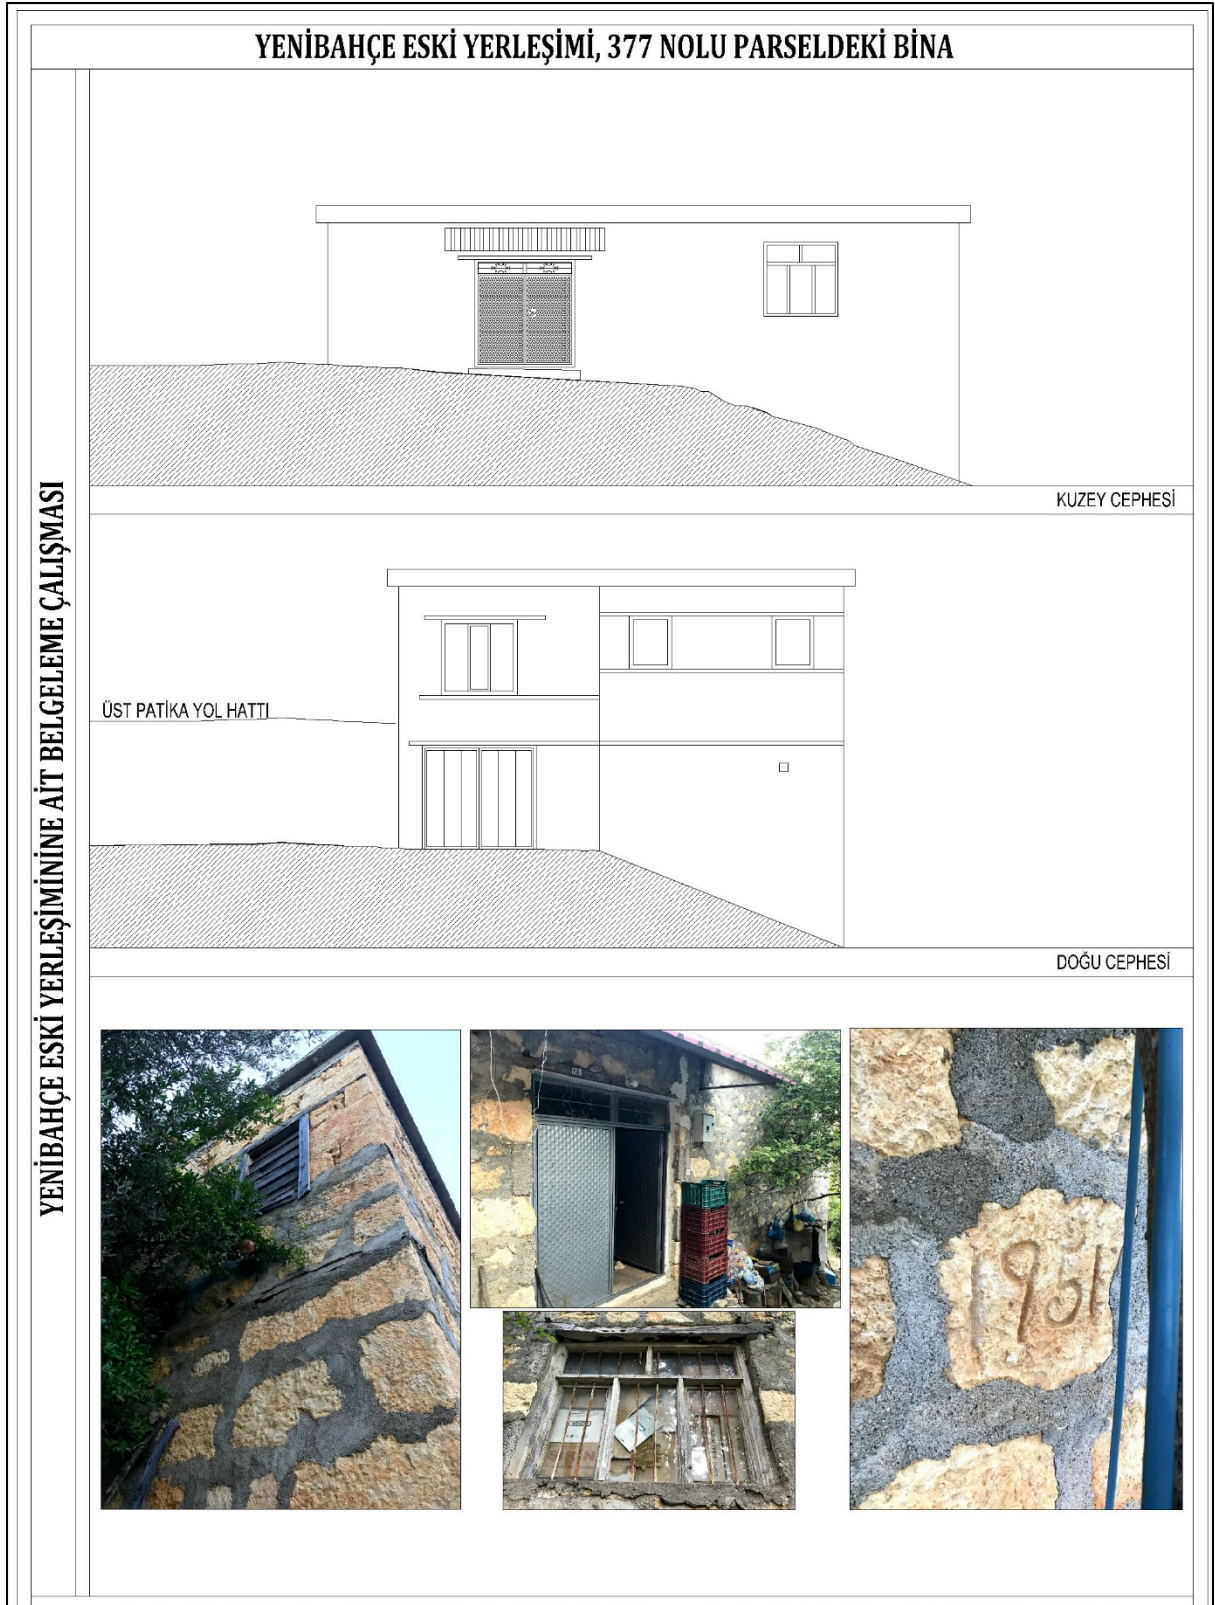 YENİBAHÇE ESKİ YERLEŞİMİ, 377 NOLU PARSELDEKİ BİNA
YENİBAHÇE ESKİ YERLEŞİMİNİNE AİT BELGELEME ÇALIŞMASI
KUZEY CEPHESİ
ÜST PATİKA YOL HATTI
DOĞU CEPHESİ
123
1951